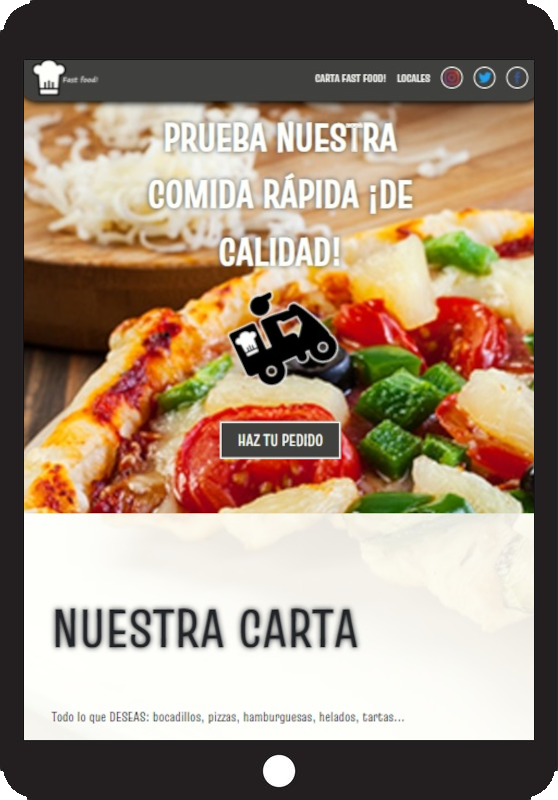 Fast food!
CARTA FAST FOOD! LOCALES
PRUEBA NUESTRA
COMIDA RÁPIDA ¡DE
CALIDAD!
HAZ TU PEDIDO
NUESTRA CARTA
Todo lo que DESEAS: bocadillos, pizzas, hamburguesas, helados, tartas...